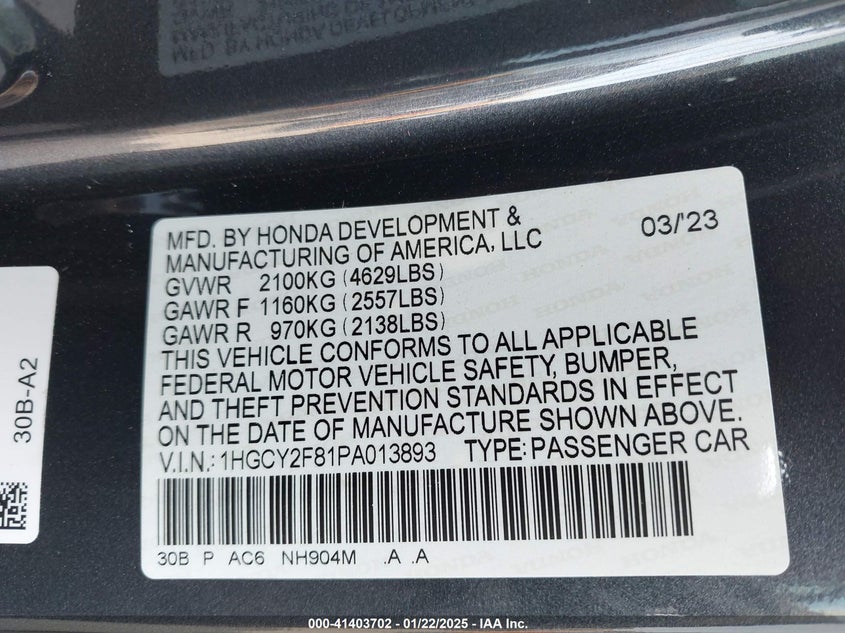 MFD. BY HONDA DEVELOPMENT &
MANUFACTURING OF AMERICA, LLC 03/'23
GVWR 2100KG (4629LBS)
GAWR F 1160KG (2557LBS)
GAWR R 970KG (2138LBS)
THIS VEHICLE CONFORMS TO ALL APPLICABLE
FEDERAL MOTOR VEHICLE SAFETY, BUMPER,
AND THEFT PREVENTION STANDARDS IN EFFECT
ON THE DATE OF MANUFACTURE SHOWN ABOVE.
V.I.N.:1HGCY2F81PA013893 TYPE:PASSENGER CAR
30B P AC6 NH904M .A .A
30B-A2
000-41403702 - 01/22/2025 - IAA Inc.